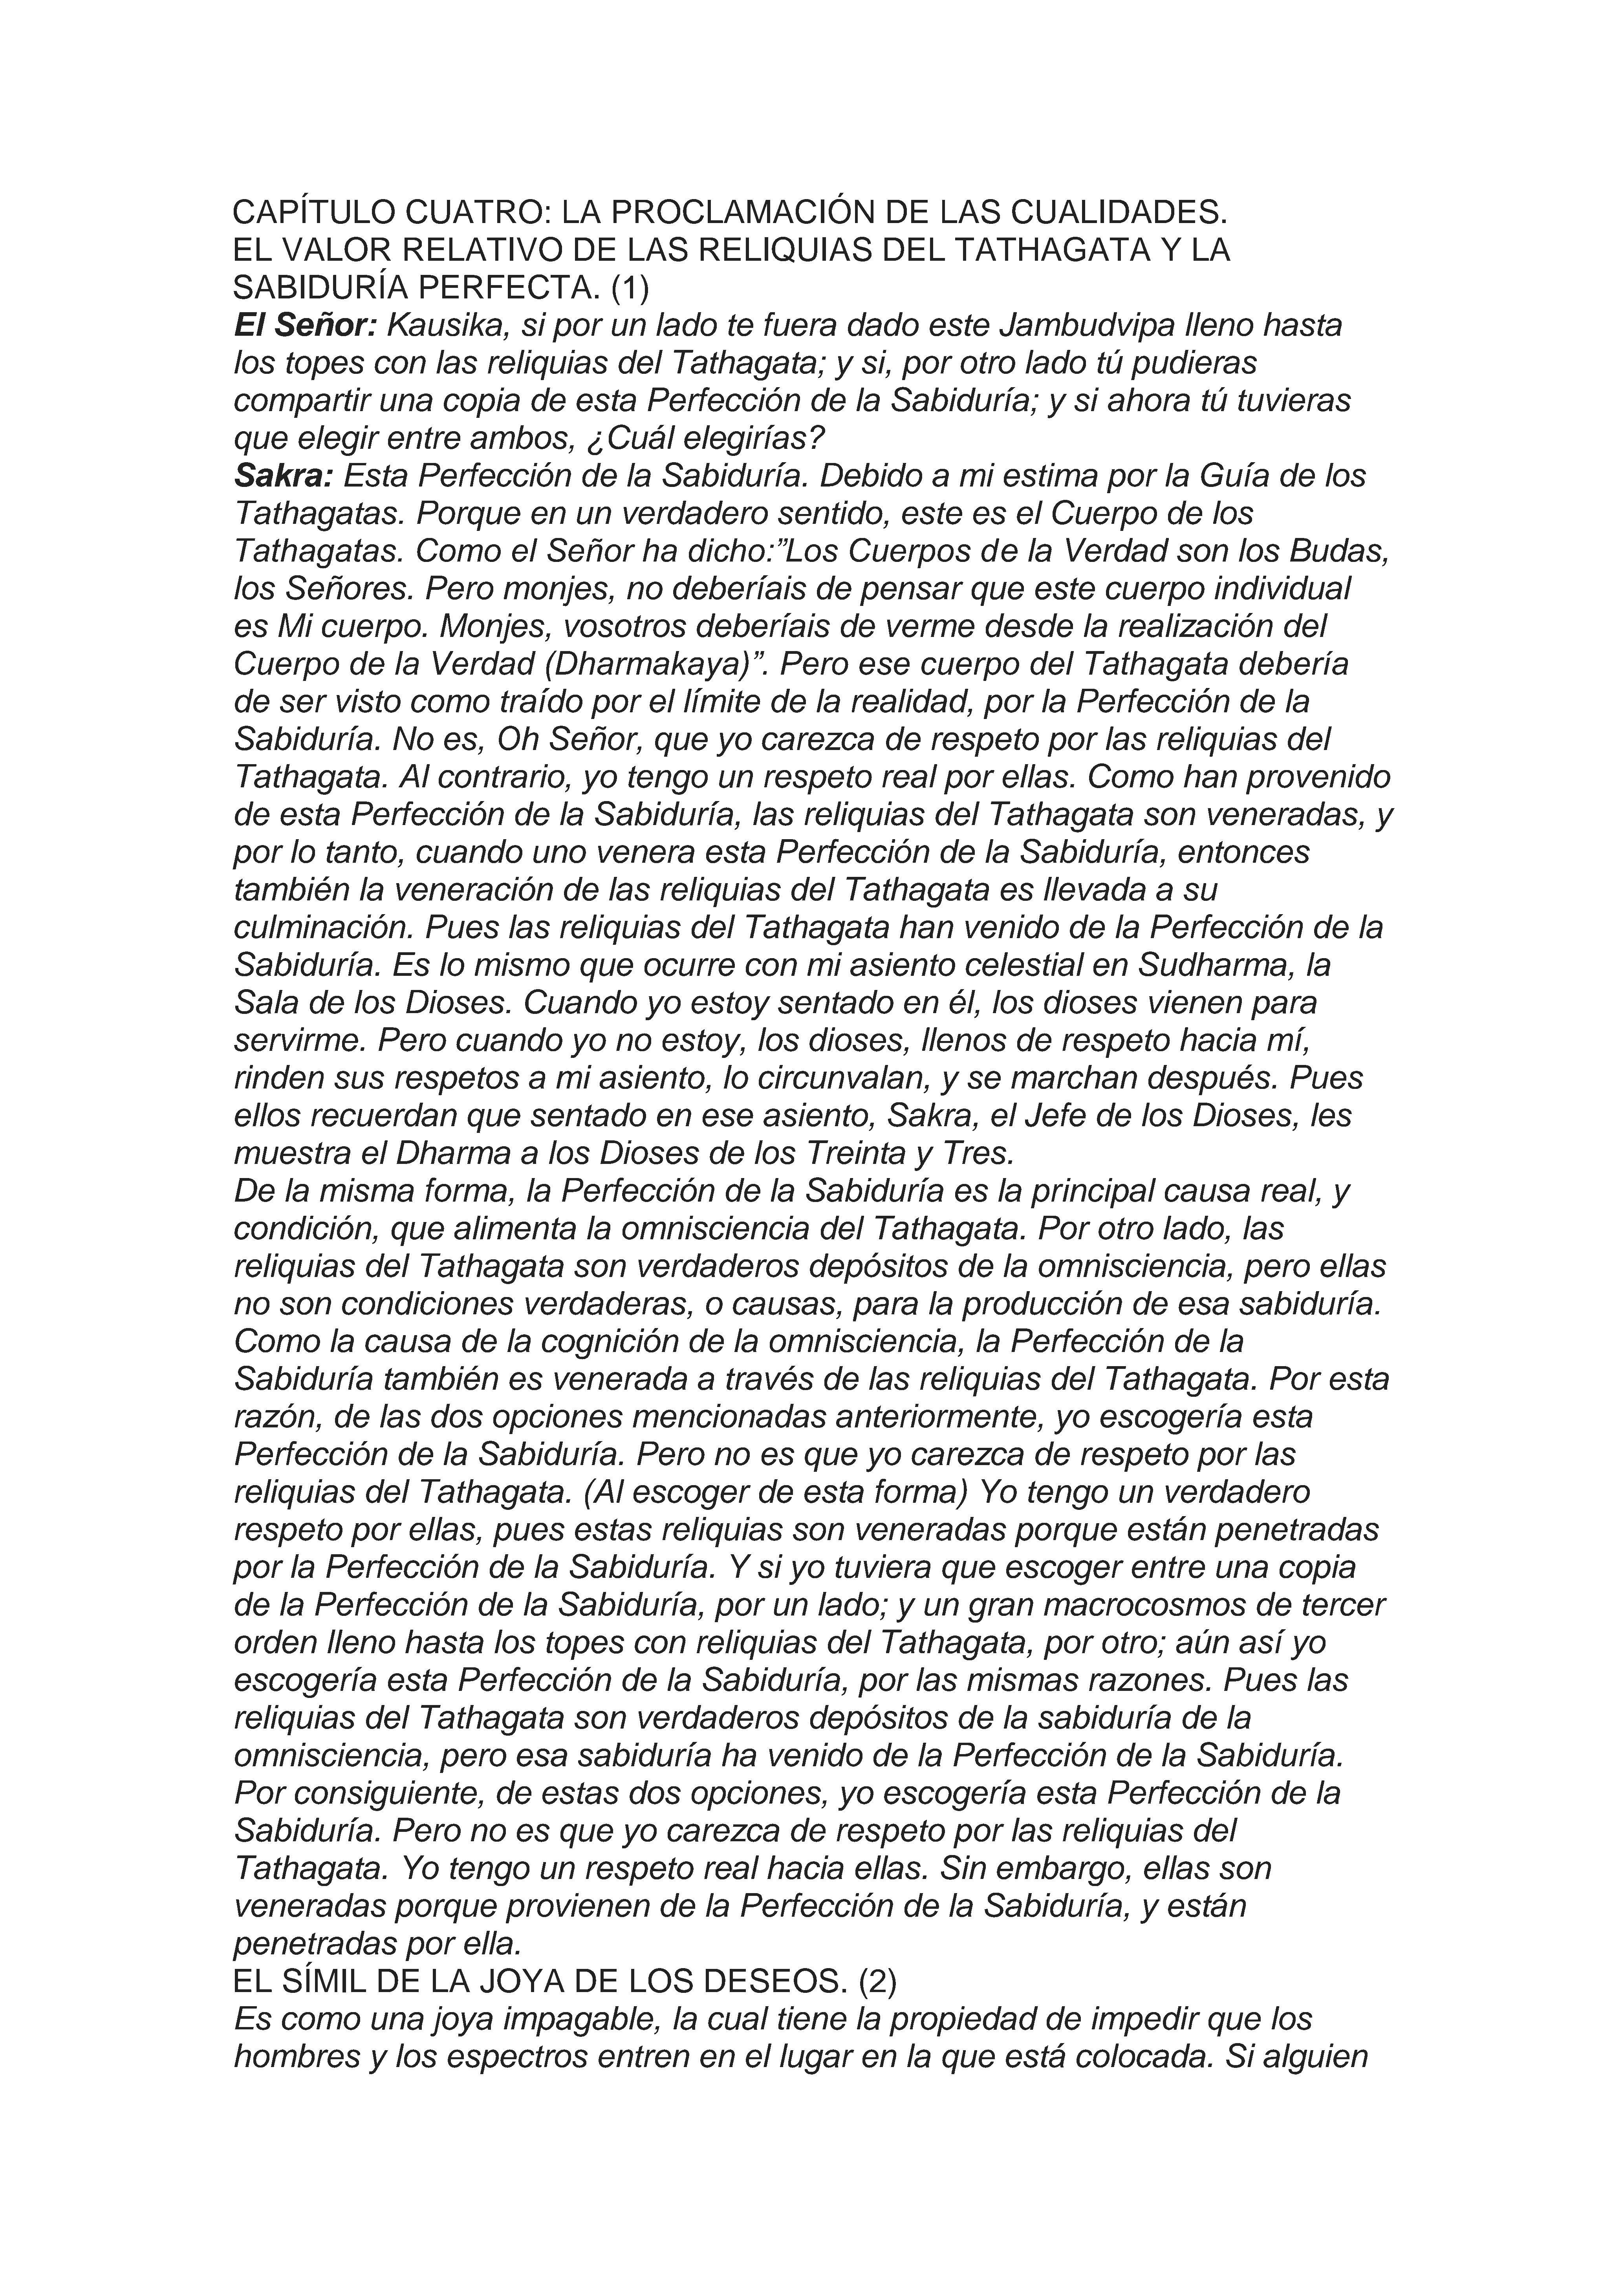 CAPÍTULO CUATRO: LA PROCLAMACIÓN DE LAS CUALIDADES.
EL VALOR RELATIVO DE LAS RELIQUIAS DEL TATHAGATA Y LA
SABIDURÍA PERFECTA. (1)
El Señor: Kausika, si por un lado te fuera dado este Jambudvipa lleno hasta
los topes con las reliquias del Tathagata; y si, por otro lado tú pudieras
compartir una copia de esta Perfección de la Sabiduría; y si ahora tú tuvieras
que elegir entre ambos, ¿Cuál elegirías?
Sakra: Esta Perfección de la Sabiduría. Debido a mi estima por la Guía de los
Tathagatas. Porque en un verdadero sentido, este es el Cuerpo de los
Tathagatas. Como el Señor ha dicho:”Los Cuerpos de la Verdad son los Budas,
los Señores. Pero monjes, no deberíais de pensar que este cuerpo individual
es Mi cuerpo. Monjes, vosotros deberíais de verme desde la realización del
Cuerpo de la Verdad (Dharmakaya)”. Pero ese cuerpo del Tathagata debería
de ser visto como traído por el límite de la realidad, por la Perfección de la
Sabiduría. No es, Oh Señor, que yo carezca de respeto por las reliquias del
Tathagata. Al contrario, yo tengo un respeto real por ellas. Como han provenido
de esta Perfección de la Sabiduría, las reliquias del Tathagata son veneradas, y
por lo tanto, cuando uno venera esta Perfección de la Sabiduría, entonces
también la veneración de las reliquias del Tathagata es llevada a su
culminación. Pues las reliquias del Tathagata han venido de la Perfección de la
Sabiduría. Es lo mismo que ocurre con mi asiento celestial en Sudharma, la
Sala de los Dioses. Cuando yo estoy sentado en él, los dioses vienen para
servirme. Pero cuando yo no estoy, los dioses, llenos de respeto hacia mí,
rinden sus respetos a mi asiento, lo circunvalan, y se marchan después. Pues
ellos recuerdan que sentado en ese asiento, Sakra, el Jefe de los Dioses, les
muestra el Dharma a los Dioses de los Treinta y Tres.
De la misma forma, la Perfección de la Sabiduría es la principal causa real, y
condición, que alimenta la omnisciencia del Tathagata. Por otro lado, las
reliquias del Tathagata son verdaderos depósitos de la omnisciencia, pero ellas
no son condiciones verdaderas, o causas, para la producción de esa sabiduría.
Como la causa de la cognición de la omnisciencia, la Perfección de la
Sabiduría también es venerada a través de las reliquias del Tathagata. Por esta
razón, de las dos opciones mencionadas anteriormente, yo escogería esta
Perfección de la Sabiduría. Pero no es que yo carezca de respeto por las
reliquias del Tathagata. (Al escoger de esta forma) Yo tengo un verdadero
respeto por ellas, pues estas reliquias son veneradas porque están penetradas
por la Perfección de la Sabiduría. Y si yo tuviera que escoger entre una copia
de la Perfección de la Sabiduría, por un lado; y un gran macrocosmos de tercer
orden lleno hasta los topes con reliquias del Tathagata, por otro; aún así yo
escogería esta Perfección de la Sabiduría, por las mismas razones. Pues las
reliquias del Tathagata son verdaderos depósitos de la sabiduría de la
omnisciencia, pero esa sabiduría ha venido de la Perfección de la Sabiduría.
Por consiguiente, de estas dos opciones, yo escogería esta Perfección de la
Sabiduría. Pero no es que yo carezca de respeto por las reliquias del
Tathagata. Yo tengo un respeto real hacia ellas. Sin embargo, ellas son
veneradas porque provienen de la Perfección de la Sabiduría, y están
penetradas por ella.
EL SÍMIL DE LA JOYA DE LOS DESEOS. (2)
Es como una joya impagable, la cual tiene la propiedad de impedir que los
hombres y los espectros entren en el lugar en la que está colocada. Si alguien